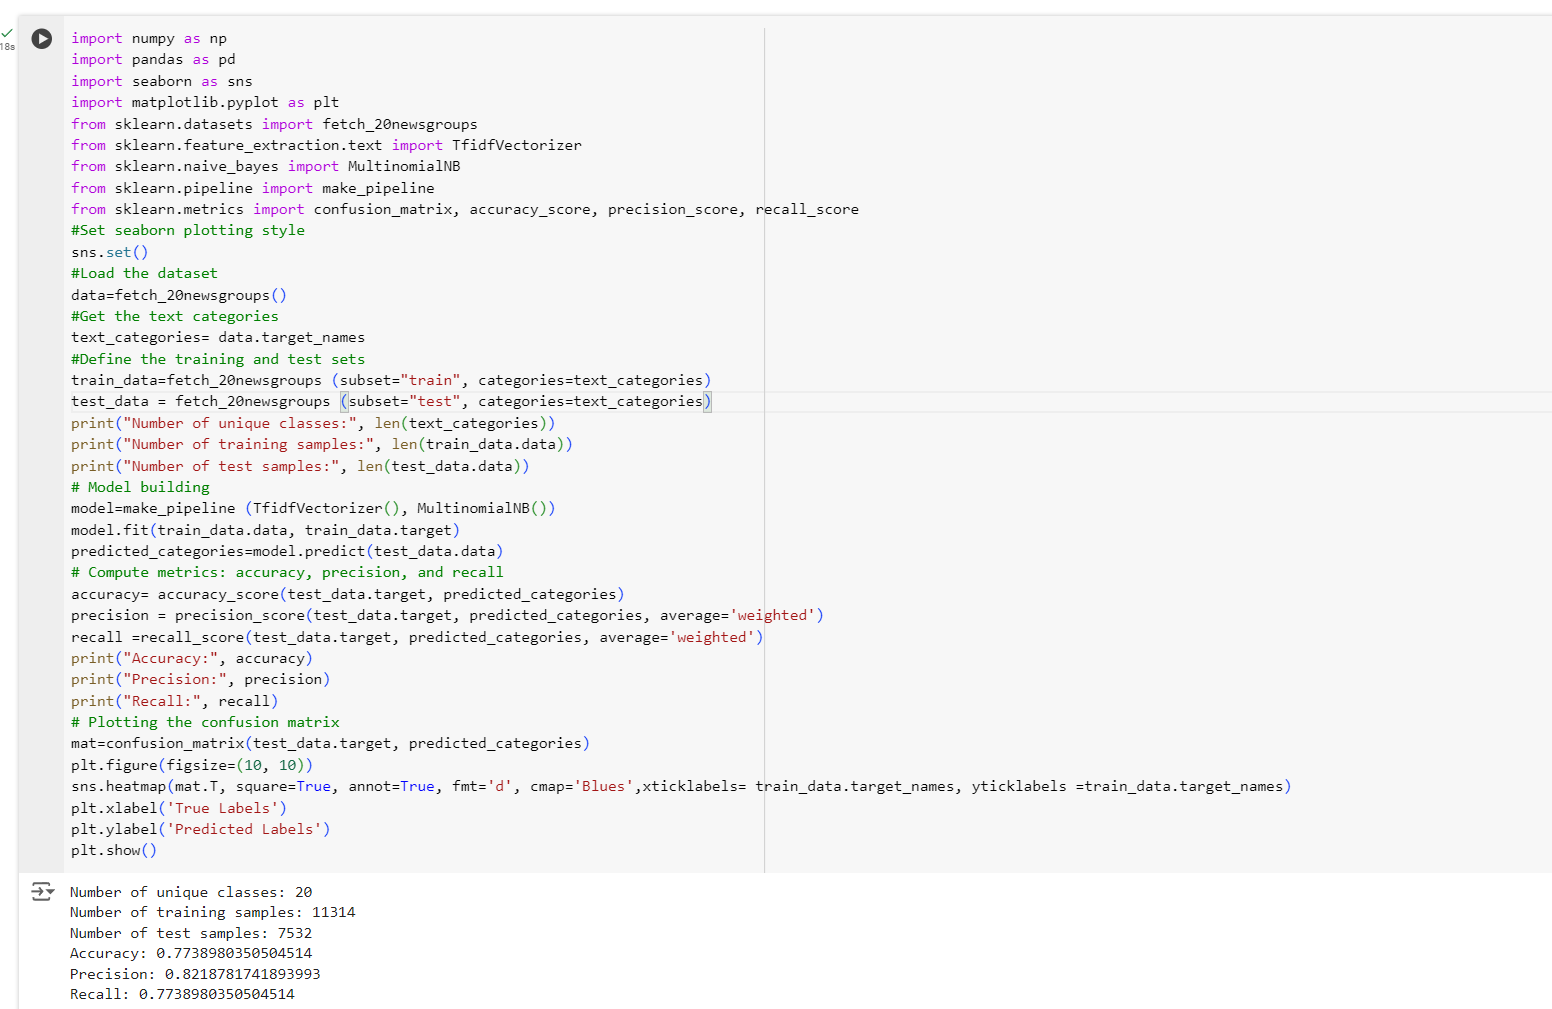 18s
import numpy as np
import pandas as pd
import seaborn as sns
import matplotlib.pyplot as plt
from sklearn.datasets import fetch_20newsgroups
from sklearn.feature_extraction.text import TfidfVectorizer
from sklearn.naive_bayes import MultinomialNB
from sklearn.pipeline import make_pipeline
from sklearn.metrics import confusion_matrix, accuracy_score, precision_score, recall_score
#Set seaborn plotting style
sns.set()
#Load the dataset
data=fetch_20newsgroups()
#Get the text categories
text_categories= data.target_names
#Define the training and test sets
train_data=fetch_20newsgroups (subset="train", categories=text_categories)
test_data = fetch_20newsgroups (subset="test", categories=text_categories)
print("Number of unique classes:", len(text_categories))
print("Number of training samples:", len(train_data.data))
print("Number of test samples:", len(test_data.data))
# Model building
model=make_pipeline (TfidfVectorizer(), MultinomialNB())
model.fit(train_data.data, train_data.target)
predicted_categories=model.predict(test_data.data)
# Compute metrics: accuracy, precision, and recall
accuracy= accuracy_score(test_data.target, predicted_categories)
precision = precision_score(test_data.target, predicted_categories, average='weighted')
recall =recall_score(test_data.target, predicted_categories, average='weighted')
print("Accuracy:", accuracy)
print("Precision:", precision)
print("Recall:", recall)
# Plotting the confusion matrix
mat=confusion_matrix(test_data.target, predicted_categories)
plt.figure(figsize=(10, 10))
sns.heatmap(mat.T, square=True, annot=True, fmt='d', cmap='Blues',xticklabels= train_data.target_names, yticklabels =train_data.target_names)
plt.xlabel('True Labels')
plt.ylabel('Predicted Labels')
plt.show()
Number of unique classes: 20
Number of training samples: 11314
Number of test samples: 7532
Accuracy: 0.7738980350504514
Precision: 0.8218781741893993
Recall: 0.7738980350504514